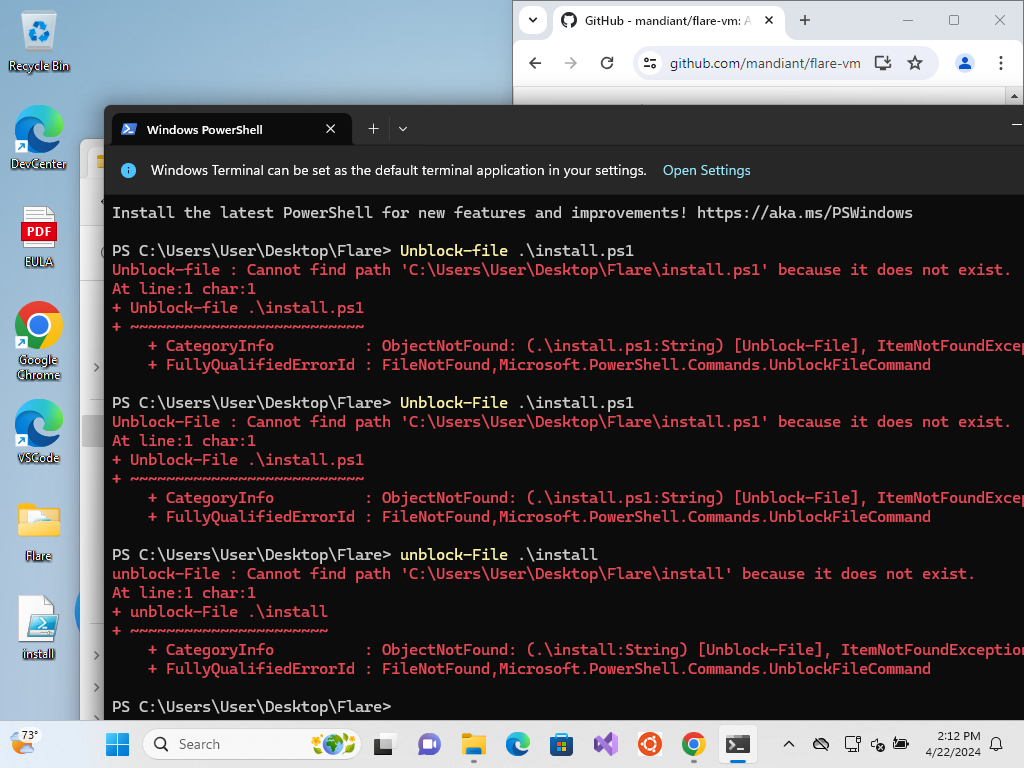 Recycle Bin
DevCenter
PDF
EULA
Google
Chrome
VSCode
Flare
install
GitHub - mandiant/flare-vm: A
github.com/mandiant/flare-vm
Windows PowerShell
Windows Terminal can be set as the default terminal application in your settings. Open Settings
Install the latest PowerShell for new features and improvements! https://aka.ms/PSWindows
PS C:\Users\User\Desktop\Flare> Unblock-file .\install.ps1
Unblock-file : Cannot find path 'C:\Users\User\Desktop\Flare\install.ps1' because it does not exist.
At line:1 char:1
+ Unblock-file .\install.ps1
+ ~~~~~~~~~~~~~~~~~~~~~~~~~~
+ CategoryInfo : ObjectNotFound: (.\install.ps1:String) [Unblock-File], ItemNotFoundExcep
+ FullyQualifiedErrorId : FileNotFound,Microsoft.PowerShell.Commands.UnblockFileCommand
PS C:\Users\User\Desktop\Flare> Unblock-File .\install.ps1
Unblock-File : Cannot find path 'C:\Users\User\Desktop\Flare\install.ps1' because it does not exist.
At line:1 char:1
+ Unblock-File .\install.ps1
+ ~~~~~~~~~~~~~~~~~~~~~~~~~~
+ CategoryInfo : ObjectNotFound: (.\install.ps1:String) [Unblock-File], ItemNotFoundExcep
+ FullyQualifiedErrorId : FileNotFound,Microsoft.PowerShell.Commands.UnblockFileCommand
PS C:\Users\User\Desktop\Flare> unblock-File .\install
unblock-File : Cannot find path 'C:\Users\User\Desktop\Flare\install' because it does not exist.
At line:1 char:1
+ unblock-File .\install
+ ~~~~~~~~~~~~~~~~~~~~~~
+ CategoryInfo : ObjectNotFound: (.\install:String) [Unblock-File], ItemNotFoundException
+ FullyQualifiedErrorId : FileNotFound,Microsoft.PowerShell.Commands.UnblockFileCommand
PS C:\Users\User\Desktop\Flare>
73°
Search
2:12 PM
4/22/2024